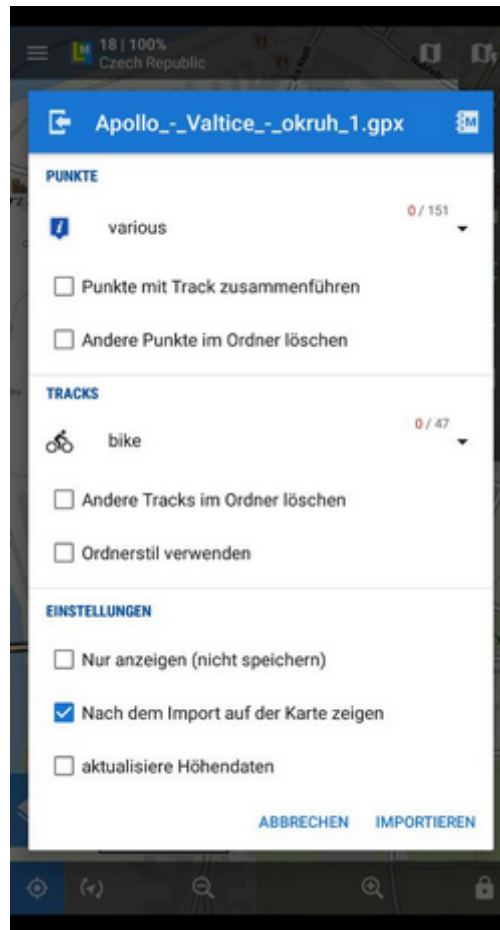 18 | 100%
Czech Republic
Apollo_-_Valtice_-_okruh_1.gpx
PUNKTE
various
0 / 151
Punkte mit Track zusammenführen
Andere Punkte im Ordner löschen
TRACKS
bike
0 / 47
Andere Tracks im Ordner löschen
Ordnerstil verwenden
EINSTELLUNGEN
Nur anzeigen (nicht speichern)
Nach dem Import auf der Karte zeigen
aktualisiere Höhendaten
ABBRECHEN IMPORTIEREN